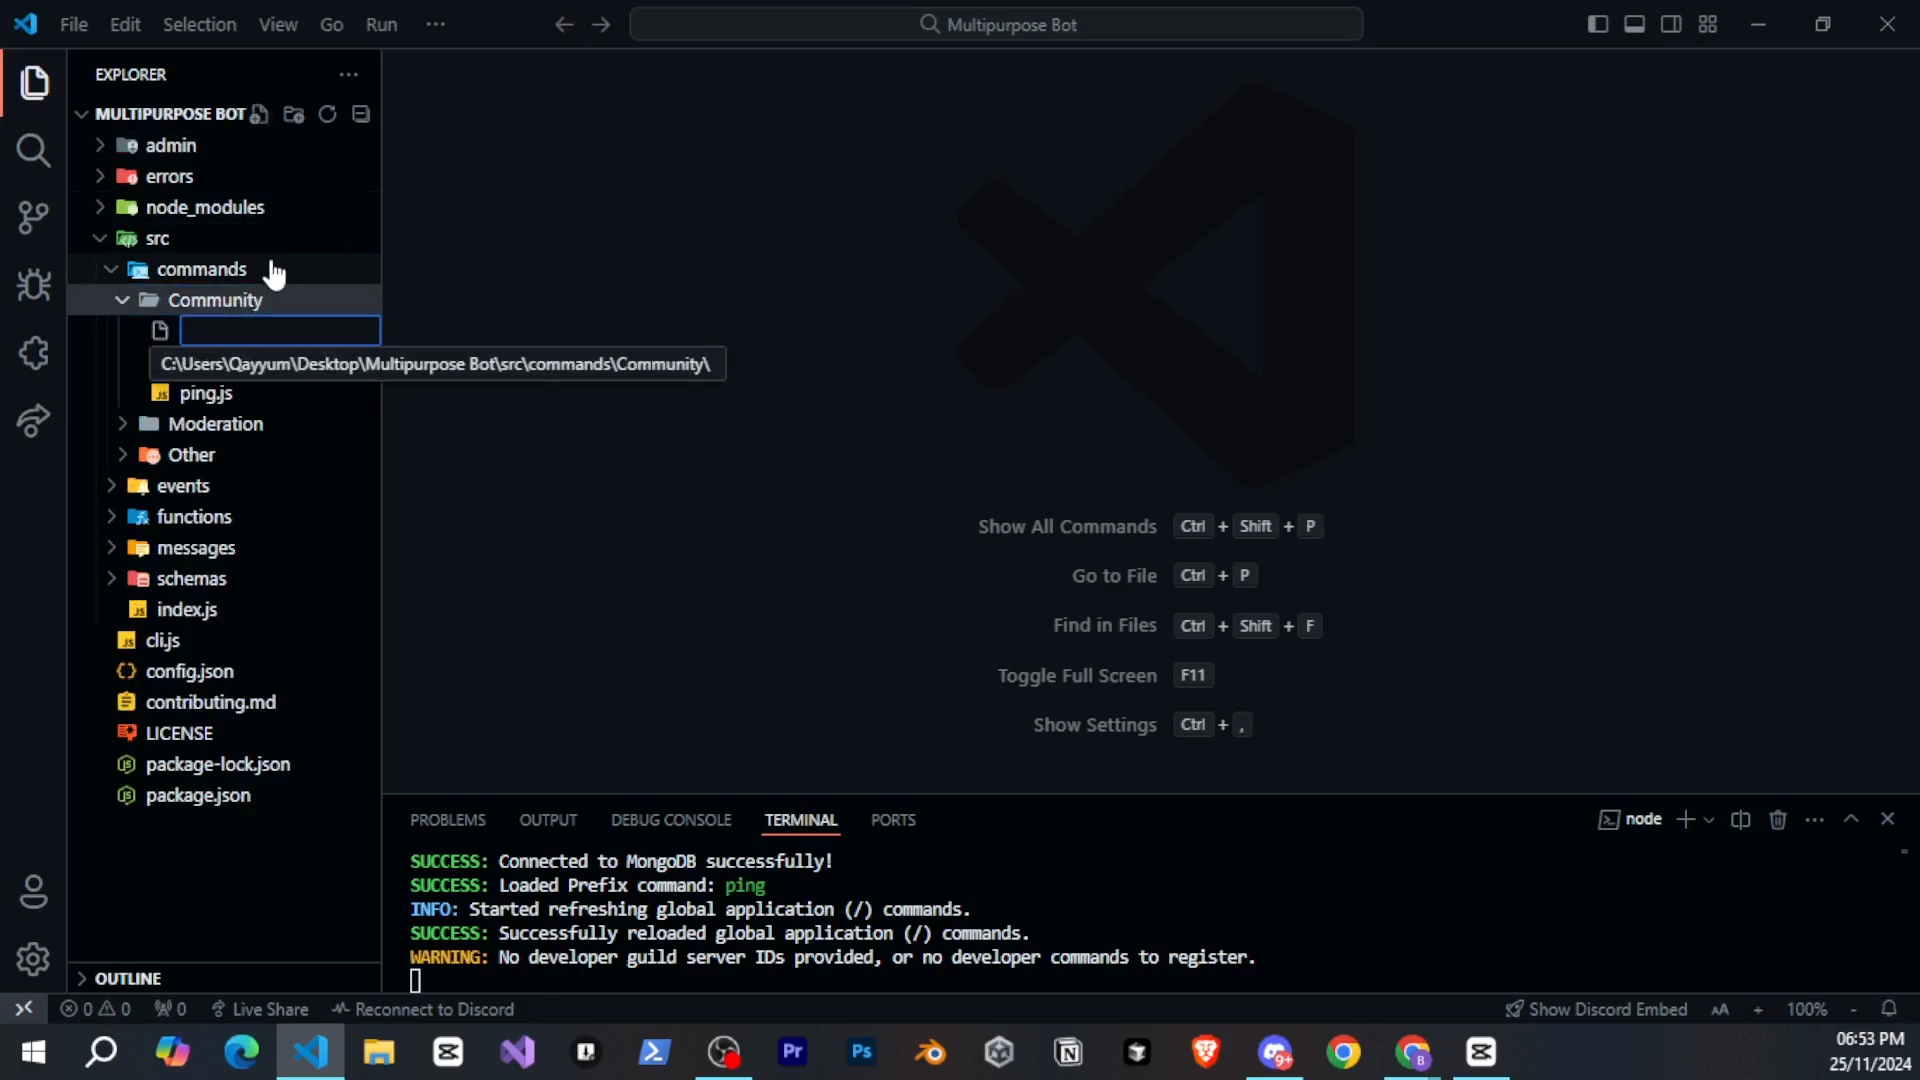 File Edit Selection View Go Run ···
Multipurpose Bot
EXPLORER
MULTIPURPOSE BOT
admin
errors
node_modules
src
commands
Community
C:\Users\Qayyum\Desktop\Multipurpose Bot\src\commands\Community\
ping.js
Moderation
Other
events
functions
messages
schemas
index.js
cli.js
config.json
contributing.md
LICENSE
package-lock.json
package.json
OUTLINE
Show All Commands Ctrl + Shift + P
Go to File Ctrl + P
Find in Files Ctrl + Shift + F
Toggle Full Screen F11
Show Settings Ctrl + ,
PROBLEMS OUTPUT DEBUG CONSOLE TERMINAL PORTS
node
SUCCESS: Connected to MongoDB successfully!
SUCCESS: Loaded Prefix command: ping
INFO: Started refreshing global application (/) commands.
SUCCESS: Successfully reloaded global application (/) commands.
WARNING: No developer guild server IDs provided, or no developer commands to register.
0 0 0 Live Share Reconnect to Discord
Show Discord Embed AA + 100% -
Pr Ps 9+ B
06:53 PM
25/11/2024